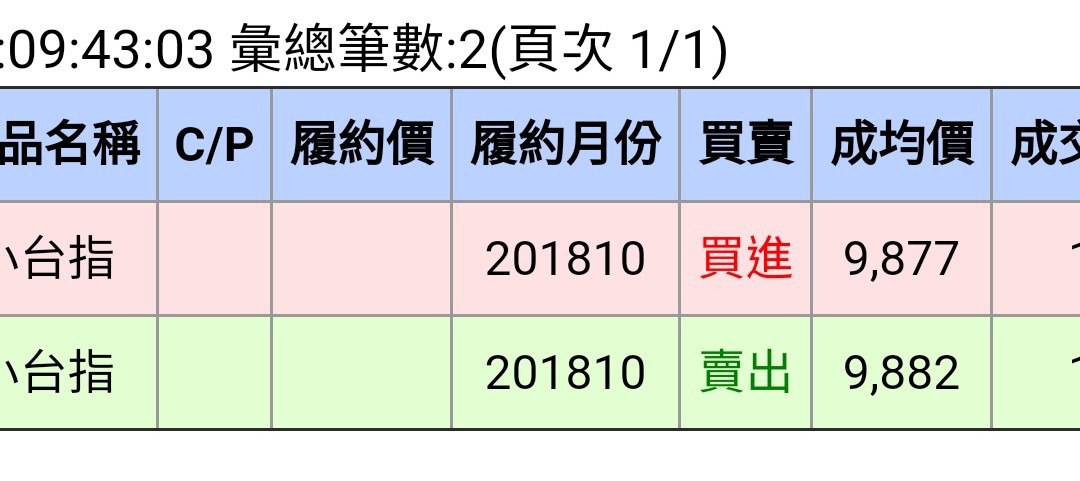 :09:43:03 彙總筆數:2(頁次 1/1)
品名稱 C/P 履約價 履約月份 買賣 成均價 成交
小台指 201810 買進 9,877
小台指 201810 賣出 9,882